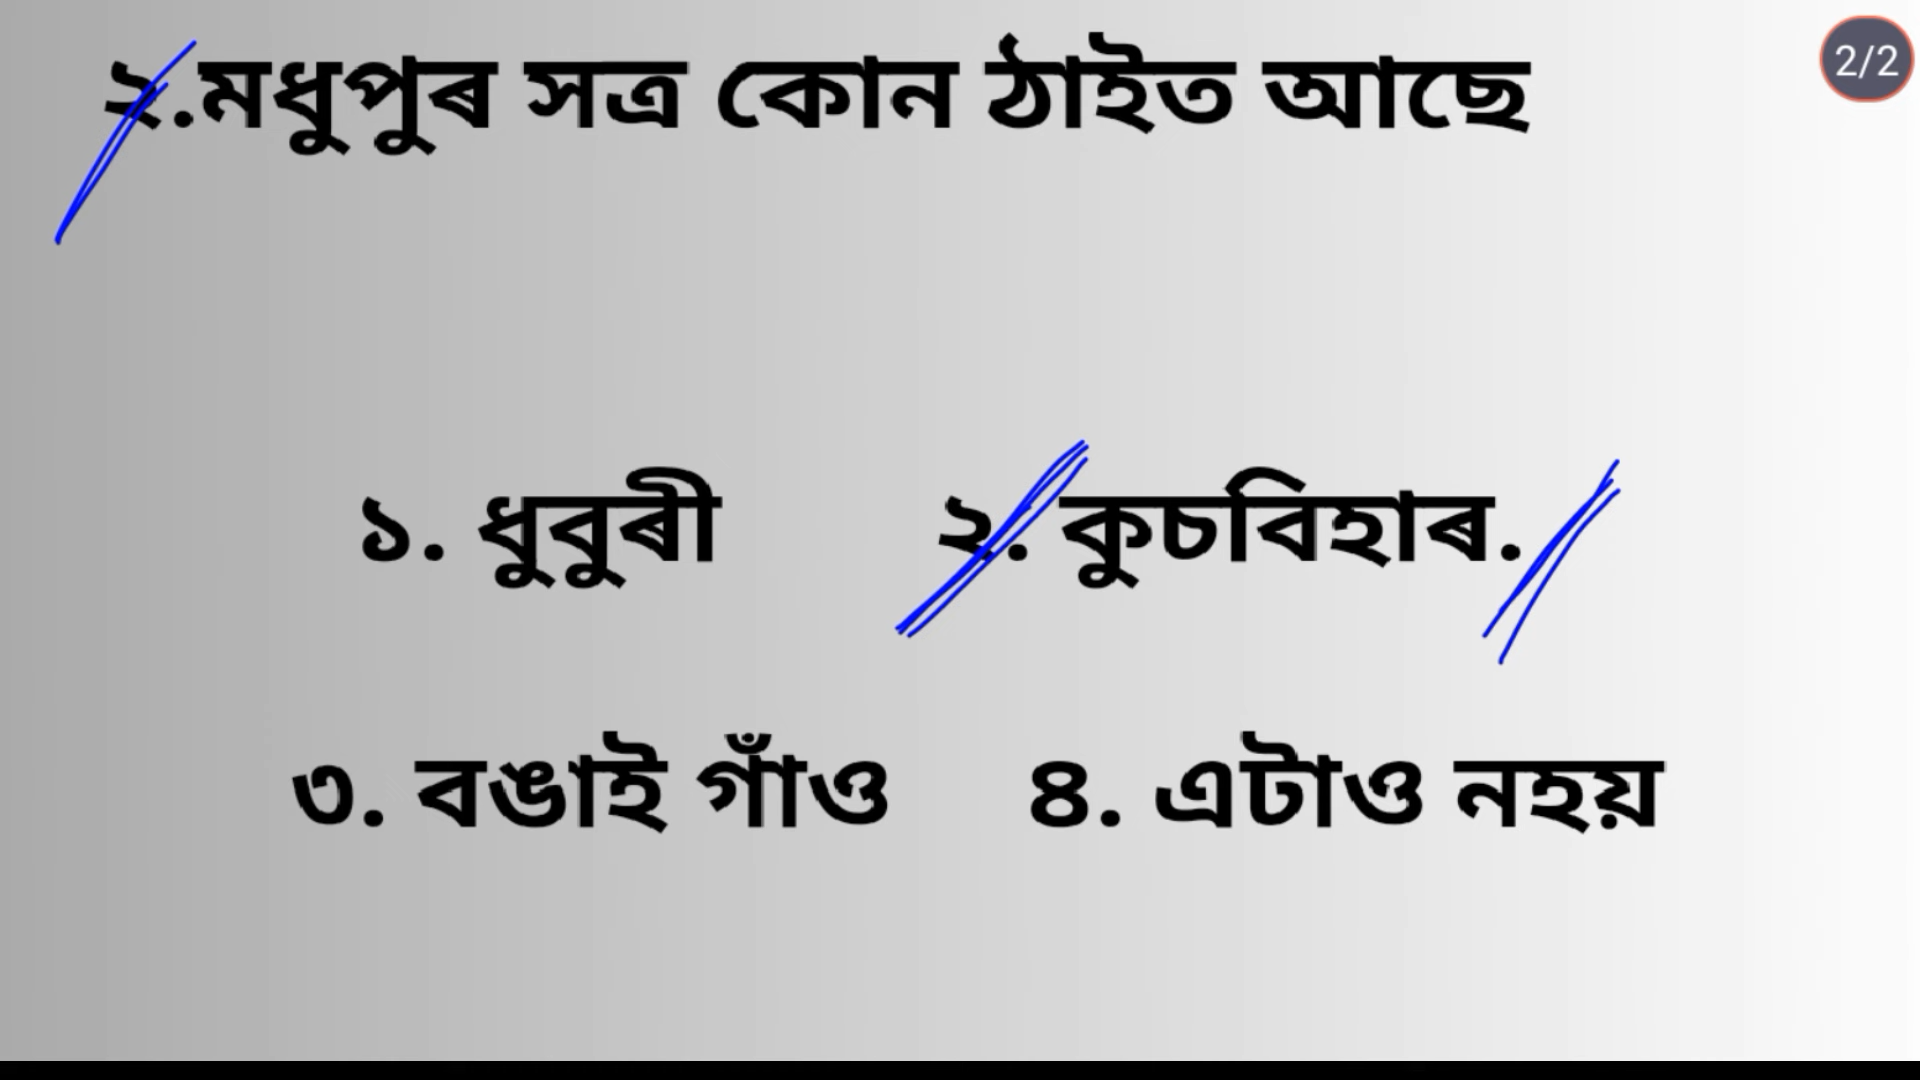 2/2
২.মধুপুৰ সত্ৰ কোন ঠাইত আছে
১. ধুবুৰী ২. কুচবিহাৰ.
৩. বঙাই গাঁও ৪. এটাও নহয়